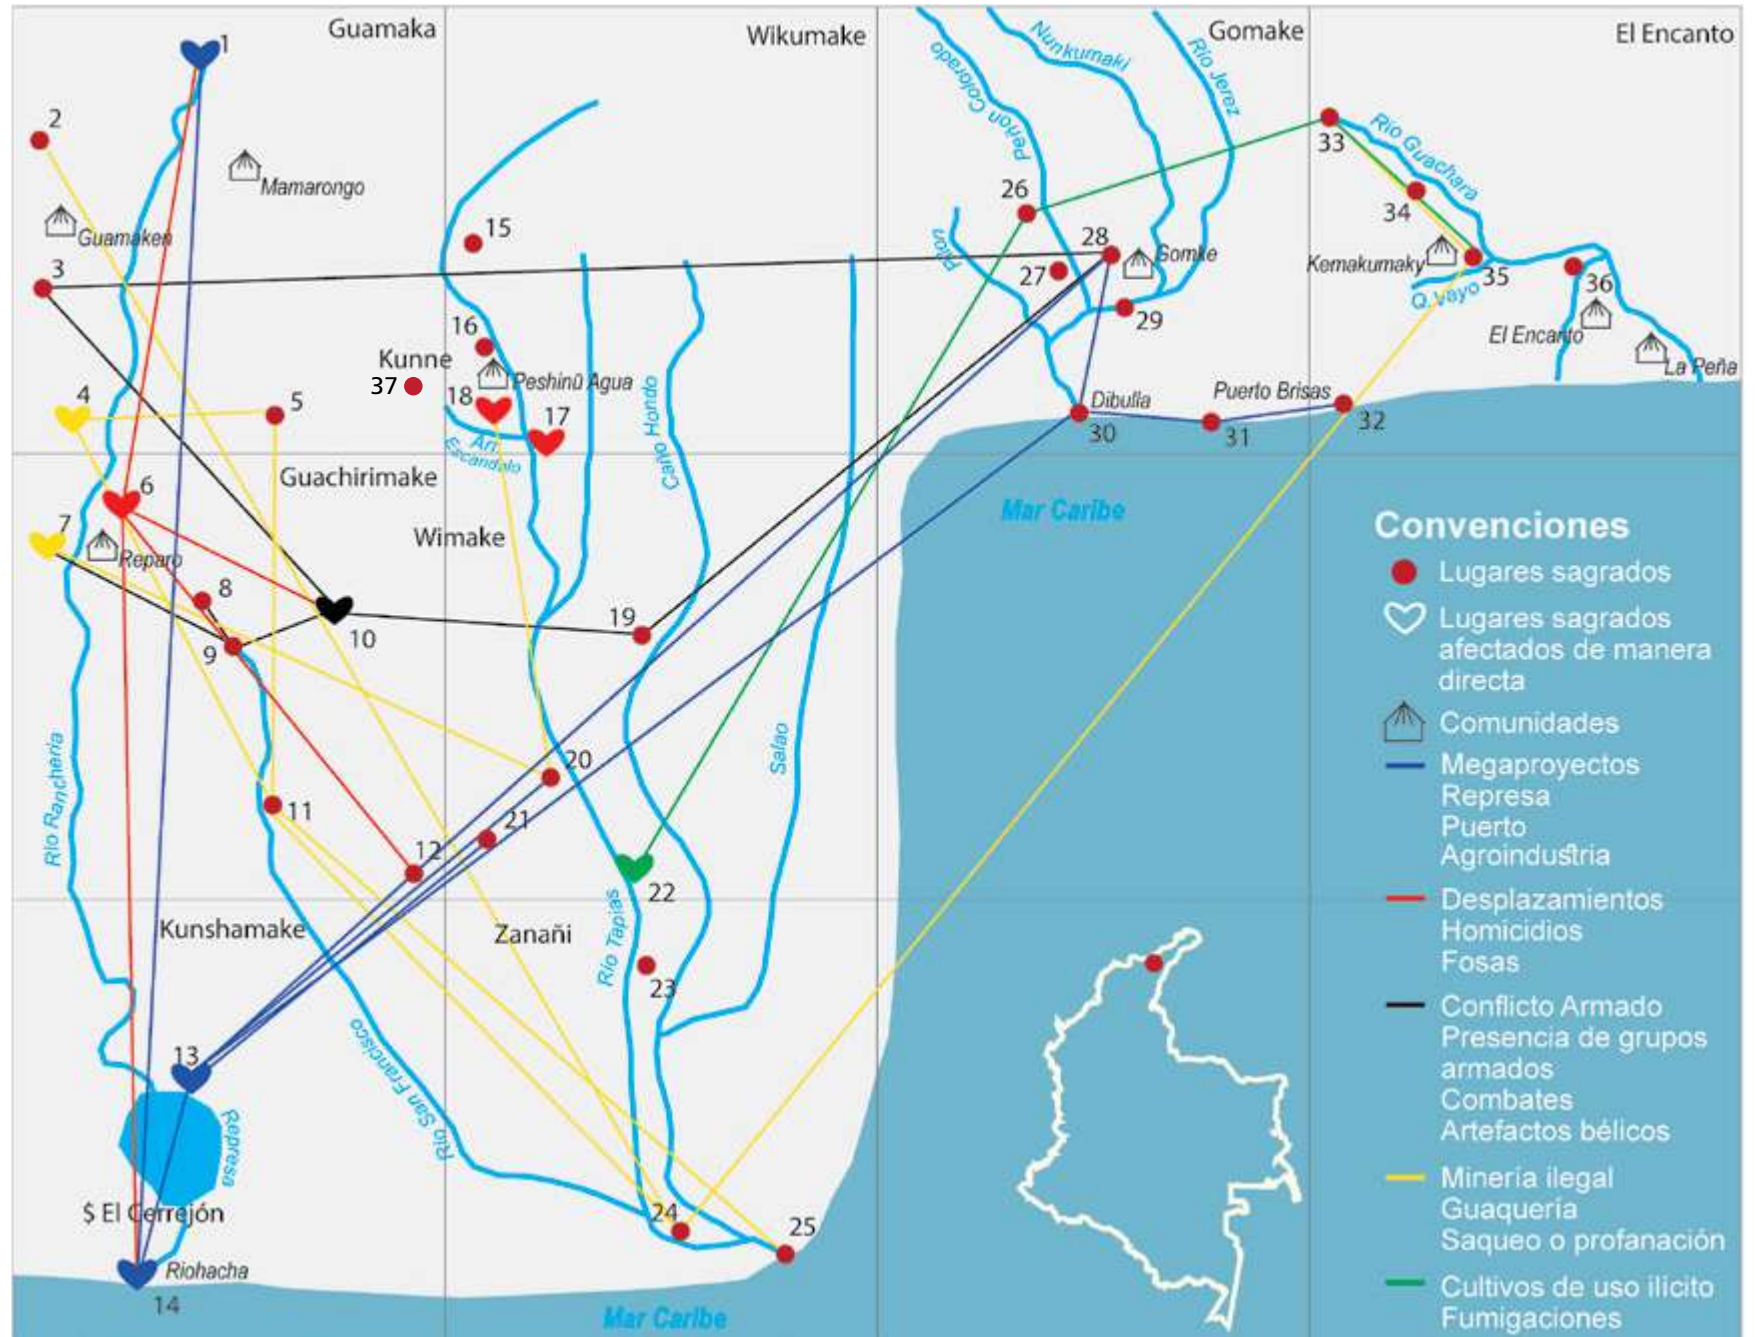 Guamaka
Wikumake
Gomake
El Encanto
1
2
Mamarongo
Guamaken
3
15
16
Kunne
37
Peshinû Agua
18
17
Arr.
Escandalo
4
5
Guachirimake
6
Wimake
7
Reparo
8
9
10
19
Caño Hondo
Río Ranchería
11
12
20
21
22
Salao
Kunshamake
Zanañi
Río Tapias
23
Río San Francisco
13
Represa
$ El Cerrejón
Riohacha
14
24
25
Mar Caribe
Peñon Colorado
Nunkumaki
Río Jerez
26
Pilon
27
28
Gomke
29
Dibulla
30
31
Puerto Brisas
32
33
Río Guachara
34
Kemakumaky
35
Q. Vayo
36
El Encanto
La Peña
Mar Caribe
Convenciones
Lugares sagrados
Lugares sagrados
afectados de manera
directa
Comunidades
Megaproyectos
Represa
Puerto
Agroindustria
Desplazamientos
Homicidios
Fosas
Conflicto Armado
Presencia de grupos
armados
Combates
Artefactos bélicos
Minería ilegal
Guaquería
Saqueo o profanación
Cultivos de uso ilícito
Fumigaciones